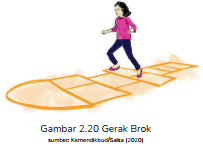 Gambar 2.20 Gerak Brok
sumber: Kemendikbud/Salsa (2020)